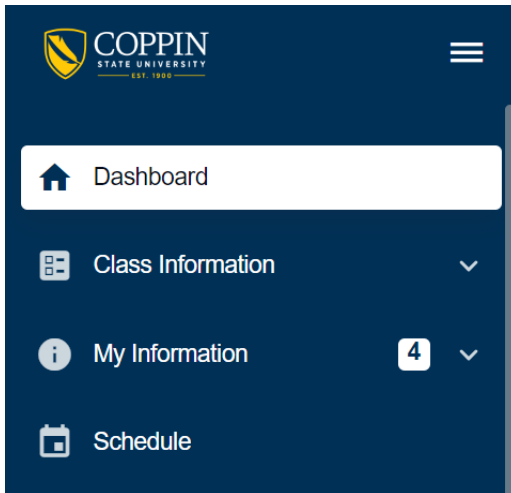 COPPIN
STATE UNIVERSITY
EST. 1900
Dashboard
Class Information
My Information 4
Schedule